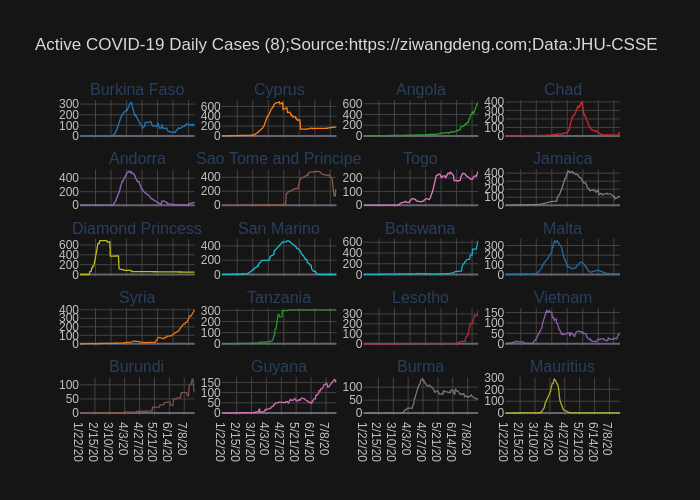 Active COVID-19 Daily Cases (8);Source:https://ziwangdeng.com;Data:JHU-CSSE
Burkina Faso Cyprus Angola Chad
300 600 600 400
200 400 400 300
100 200 200 200
0 0 0 100
0
Andorra Sao Tome and Principe Togo Jamaica
400 400 200 400
200 200 100 300
0 0 0 200
100
0
Diamond Princess San Marino Botswana Malta
600 400 600 300
400 200 400 200
200 0 200 100
0 0 0
Syria Tanzania Lesotho Vietnam
400 300 300 150
300 200 200 100
200 100 100 50
100 0 0 0
0
Burundi Guyana Burma Mauritius
100 150 100 300
50 100 50 200
0 50 0 100
0 0
1/22/20 2/15/20 3/10/20 4/3/20 4/27/20 5/21/20 6/14/20 7/8/20
1/22/20 2/15/20 3/10/20 4/3/20 4/27/20 5/21/20 6/14/20 7/8/20
1/22/20 2/15/20 3/10/20 4/3/20 4/27/20 5/21/20 6/14/20 7/8/20
1/22/20 2/15/20 3/10/20 4/3/20 4/27/20 5/21/20 6/14/20 7/8/20